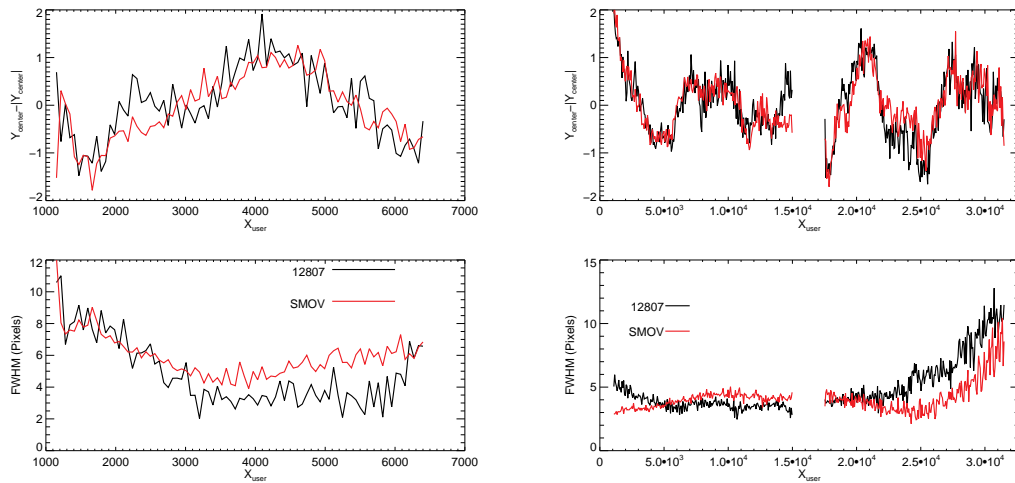 Y_center−|Y_center|
2
1
0
−1
−2
1000 2000 3000 4000 5000 6000 7000
X_user
Y_center−|Y_center|
2
1
0
−1
−2
0 5.0•10^3 1.0•10^4 1.5•10^4 2.0•10^4 2.5•10^4 3.0•10^4
X_user
FWHM (Pixels)
12
10
8
6
4
2
0
12807
SMOV
1000 2000 3000 4000 5000 6000 7000
X_user
FWHM (Pixels)
15
10
5
0
12807
SMOV
0 5.0•10^3 1.0•10^4 1.5•10^4 2.0•10^4 2.5•10^4 3.0•10^4
X_user